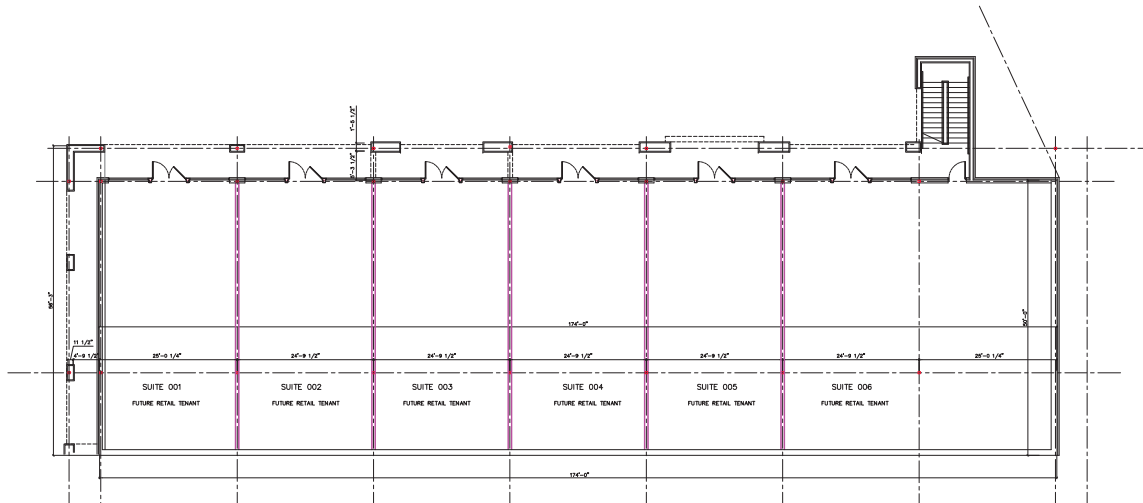 1'-5 1/2"
5'-3 1/2"
174'-0"
50'-0"
11 1/2"
4'-9 1/2"
25'-0 1/4"
24'-9 1/2"
24'-9 1/2"
24'-9 1/2"
24'-9 1/2"
24'-9 1/2"
25'-0 1/4"
SUITE 001
SUITE 002
SUITE 003
SUITE 004
SUITE 005
SUITE 006
FUTURE RETAIL TENANT
FUTURE RETAIL TENANT
FUTURE RETAIL TENANT
FUTURE RETAIL TENANT
FUTURE RETAIL TENANT
FUTURE RETAIL TENANT
174'-0"